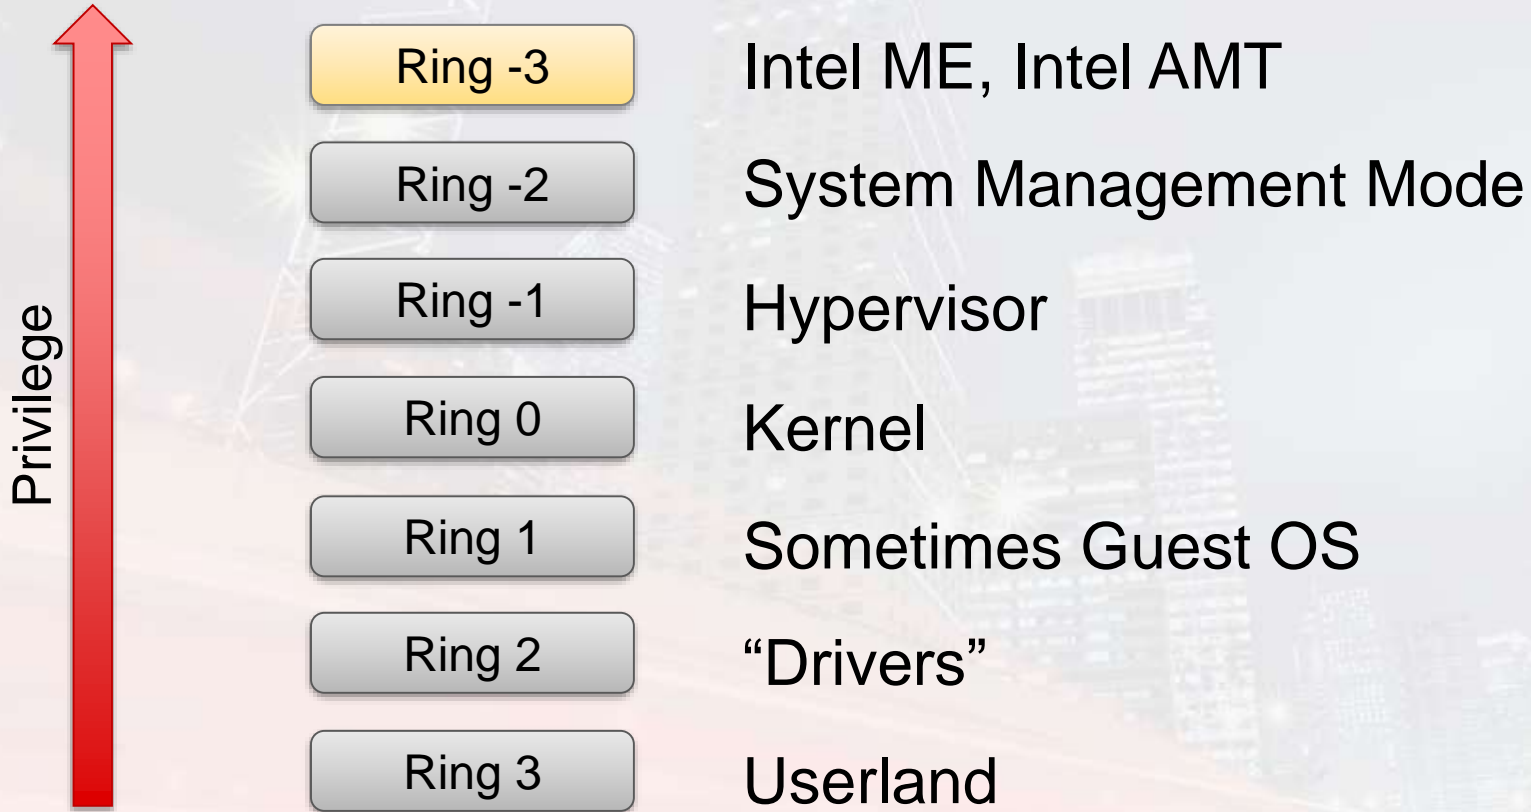 Privilege
Ring -3 Intel ME, Intel AMT
Ring -2 System Management Mode
Ring -1 Hypervisor
Ring 0 Kernel
Ring 1 Sometimes Guest OS
Ring 2 “Drivers”
Ring 3 Userland